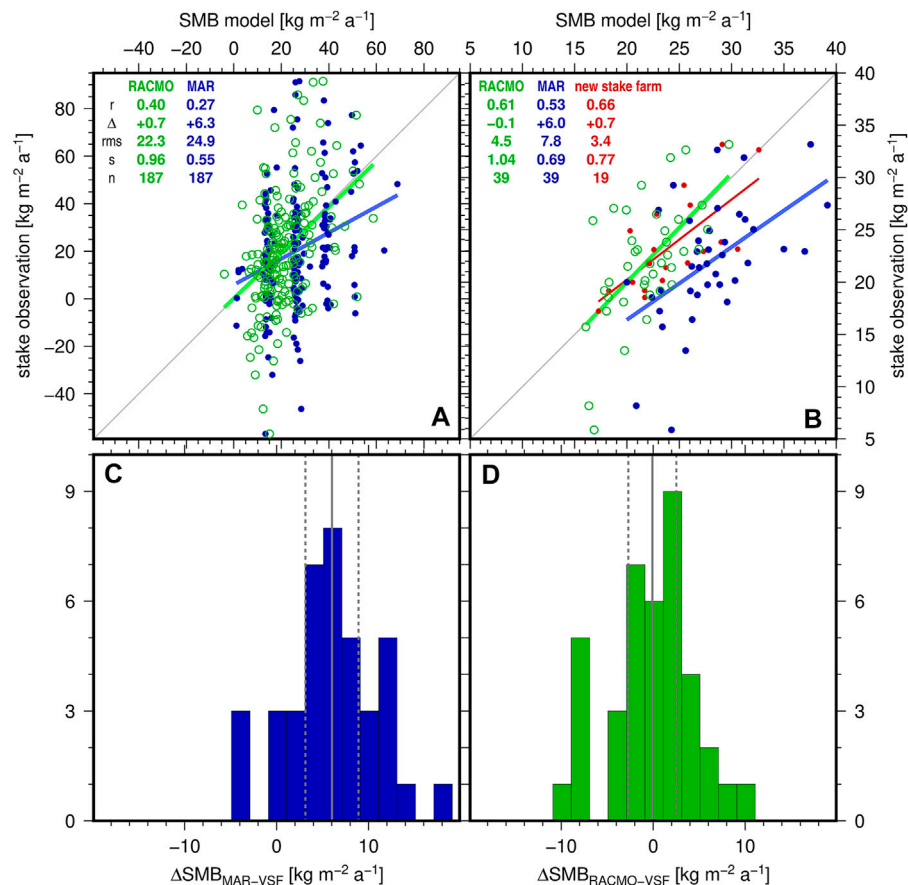 SMB model [kg m⁻² a⁻¹]
SMB model [kg m⁻² a⁻¹]
−40 −20 0 20 40 60 80
15 20 25 30 35 40
RACMO MAR
r 0.40 0.27
Δ +0.7 +6.3
rms 22.3 24.9
s 0.96 0.55
n 187 187
RACMO MAR new stake farm
0.61 0.53 0.66
−0.1 +6.0 +0.7
4.5 7.8 3.4
1.04 0.69 0.77
39 39 19
stake observation [kg m⁻² a⁻¹]
80
60
40
20
0
−20
−40
40
35
30
25
20
15
10
5
stake observation [kg m⁻² a⁻¹]
A
B
C
D
9
6
3
0
9
6
3
0
−10 0 10
−10 0 10
ΔSMB_MAR−VSF [kg m⁻² a⁻¹]
ΔSMB_RACMO−VSF [kg m⁻² a⁻¹]